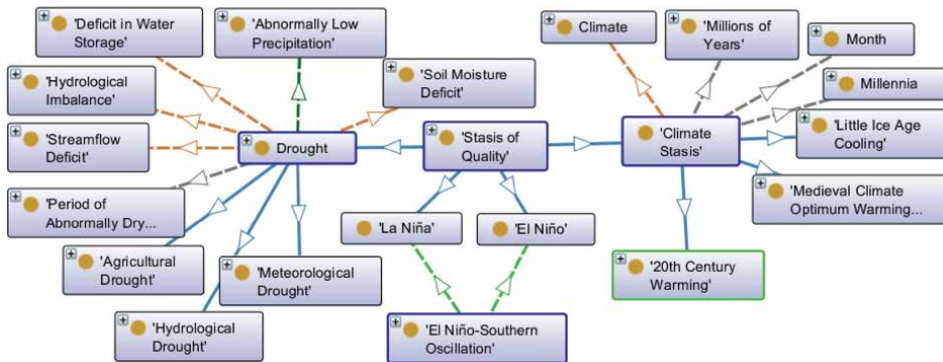 'Deficit in Water
Storage'
'Abnormally Low
Precipitation'
Climate
'Millions of
Years'
Month
'Hydrological
Imbalance'
'Soil Moisture
Deficit'
Millennia
'Streamflow
Deficit'
Drought
'Stasis of
Quality'
'Climate
Stasis'
'Little Ice Age
Cooling'
'Period of
Abnormally Dry...
'Medieval Climate
Optimum Warming...
'La Niña'
'El Niño'
'Agricultural
Drought'
'Meteorological
Drought'
'20th Century
Warming'
'Hydrological
Drought'
'El Niño-Southern
Oscillation'